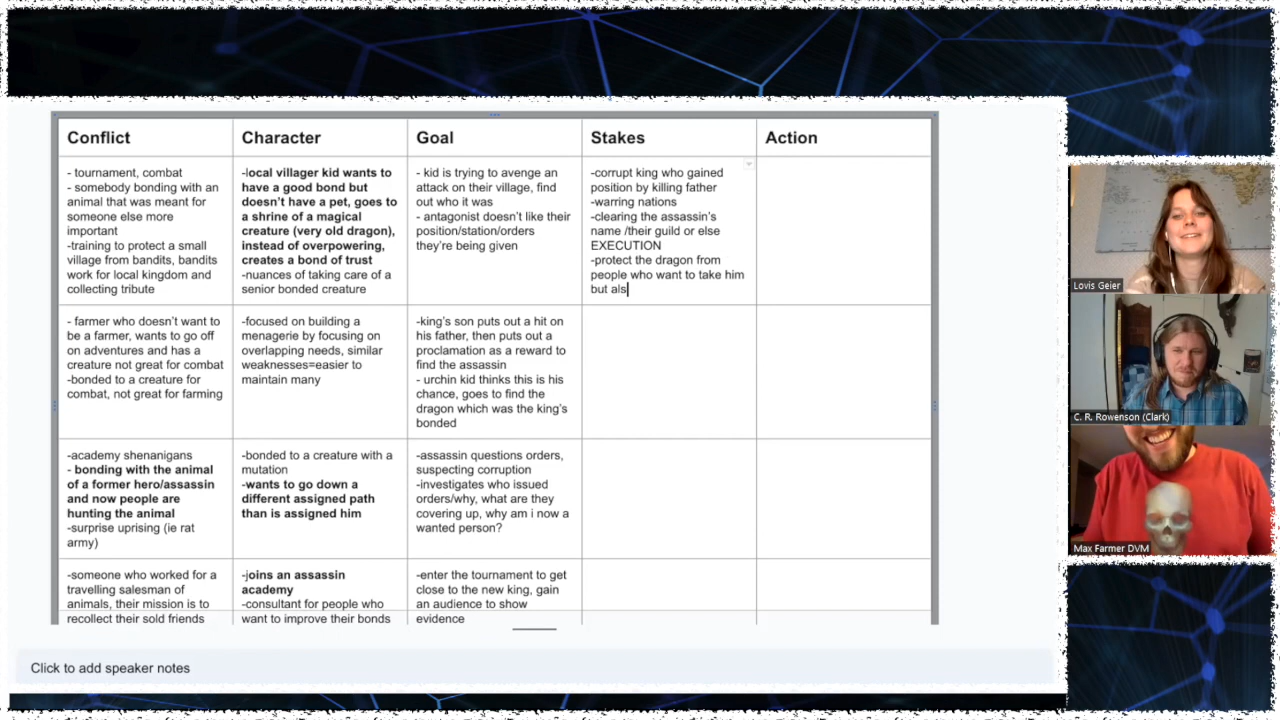 Conflict
Character
Goal
Stakes
Action
- tournament, combat
- somebody bonding with an
animal that was meant for
someone else more
important
-training to protect a small
village from bandits, bandits
work for local kingdom and
collecting tribute
-local villager kid wants to
have a good bond but
doesn't have a pet, goes to
a shrine of a magical
creature (very old dragon),
instead of overpowering,
creates a bond of trust
-nuances of taking care of a
senior bonded creature
- kid is trying to avenge an
attack on their village, find
out who it was
- antagonist doesn't like their
position/station/orders
they're being given
-corrupt king who gained
position by killing father
-warring nations
-clearing the assassin's
name /their guild or else
EXECUTION
-protect the dragon from
people who want to take him
but als
- farmer who doesn't want to
be a farmer, wants to go off
on adventures and has a
creature not great for combat
-bonded to a creature for
combat, not great for farming
-focused on building a
menagerie by focusing on
overlapping needs, similar
weaknesses=easier to
maintain many
-king's son puts out a hit on
his father, then puts out a
proclamation as a reward to
find the assassin
- urchin kid thinks this is his
chance, goes to find the
dragon which was the king's
bonded
-academy shenanigans
- bonding with the animal
of a former hero/assassin
and now people are
hunting the animal
-surprise uprising (ie rat
army)
-bonded to a creature with a
mutation
-wants to go down a
different assigned path
than is assigned him
-assassin questions orders,
suspecting corruption
-investigates who issued
orders/why, what are they
covering up, why am i now a
wanted person?
-someone who worked for a
travelling salesman of
animals, their mission is to
recollect their sold friends
-joins an assassin
academy
-consultant for people who
want to improve their bonds
-enter the tournament to get
close to the new king, gain
an audience to show
evidence
Click to add speaker notes
Lovis Geier
C. R. Rowenson (Clark)
Max Farmer DVM